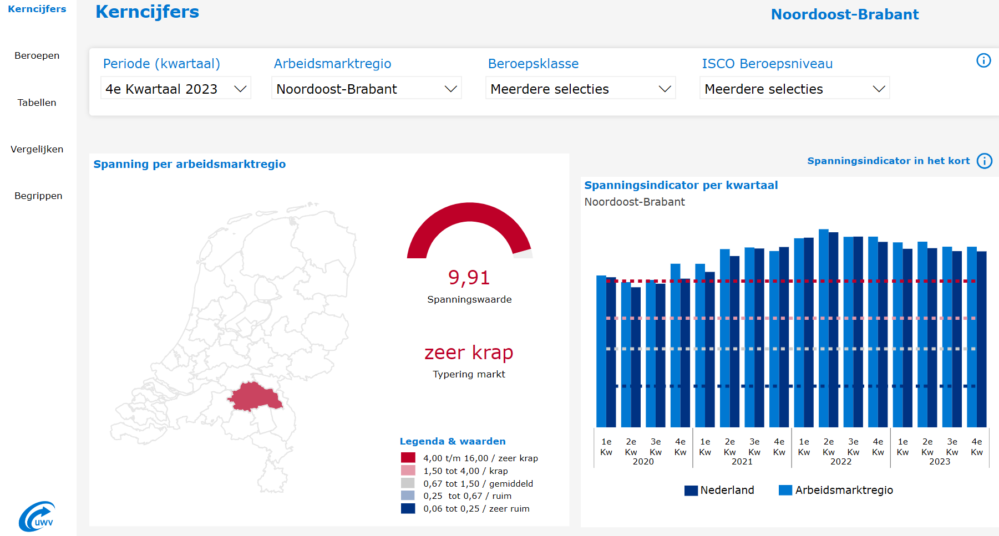 Kerncijfers
Beroepen
Tabellen
Vergelijken
Begrippen
uwv
Kerncijfers
Noordoost-Brabant
Periode (kwartaal)
4e Kwartaal 2023
Arbeidsmarktregio
Noordoost-Brabant
Beroepsklasse
Meerdere selecties
ISCO Beroepsniveau
Meerdere selecties
Spanning per arbeidsmarktregio
9,91
Spanningswaarde
zeer krap
Typering markt
Legenda & waarden
4,00 t/m 16,00 / zeer krap
1,50 tot 4,00 / krap
0,67 tot 1,50 / gemiddeld
0,25 tot 0,67 / ruim
0,06 tot 0,25 / zeer ruim
Spanningsindicator in het kort
Spanningsindicator per kwartaal
Noordoost-Brabant
1e 2e 3e 4e 1e 2e 3e 4e 1e 2e 3e 4e 1e 2e 3e 4e
Kw Kw Kw Kw Kw Kw Kw Kw Kw Kw Kw Kw Kw Kw Kw Kw
2020 2021 2022 2023
Nederland Arbeidsmarktregio